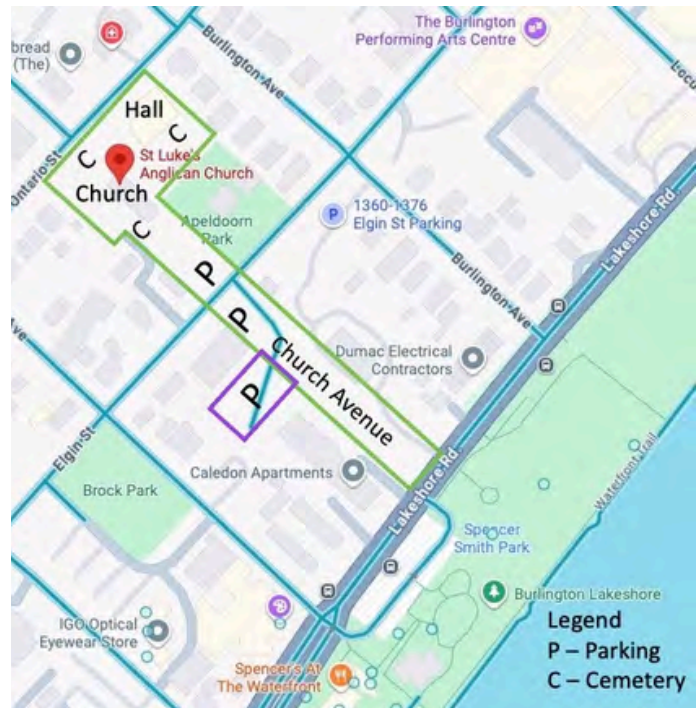 The Burlington
Performing Arts Centre
bread
(The)
Burlington
Ave
Locu
Hall
C
C
St Luke's
Anglican Church
Ontario St
Church
C
Apeldoorn
Park
P
1360-1376
Elgin St Parking
Lakeshore Rd
Burlington-Ave
P
P
Church Avenue
Dumac Electrical
Contractors
Ave
P
Elgin St
Caledon Apartments
Lakeshore Rd
Waterfront Trail
Brock Park
Spencer
Smith Park
Burlington Lakeshore
IGO Optical
Eyewear Store
Spencer's At
The Waterfront
Legend
P – Parking
C – Cemetery